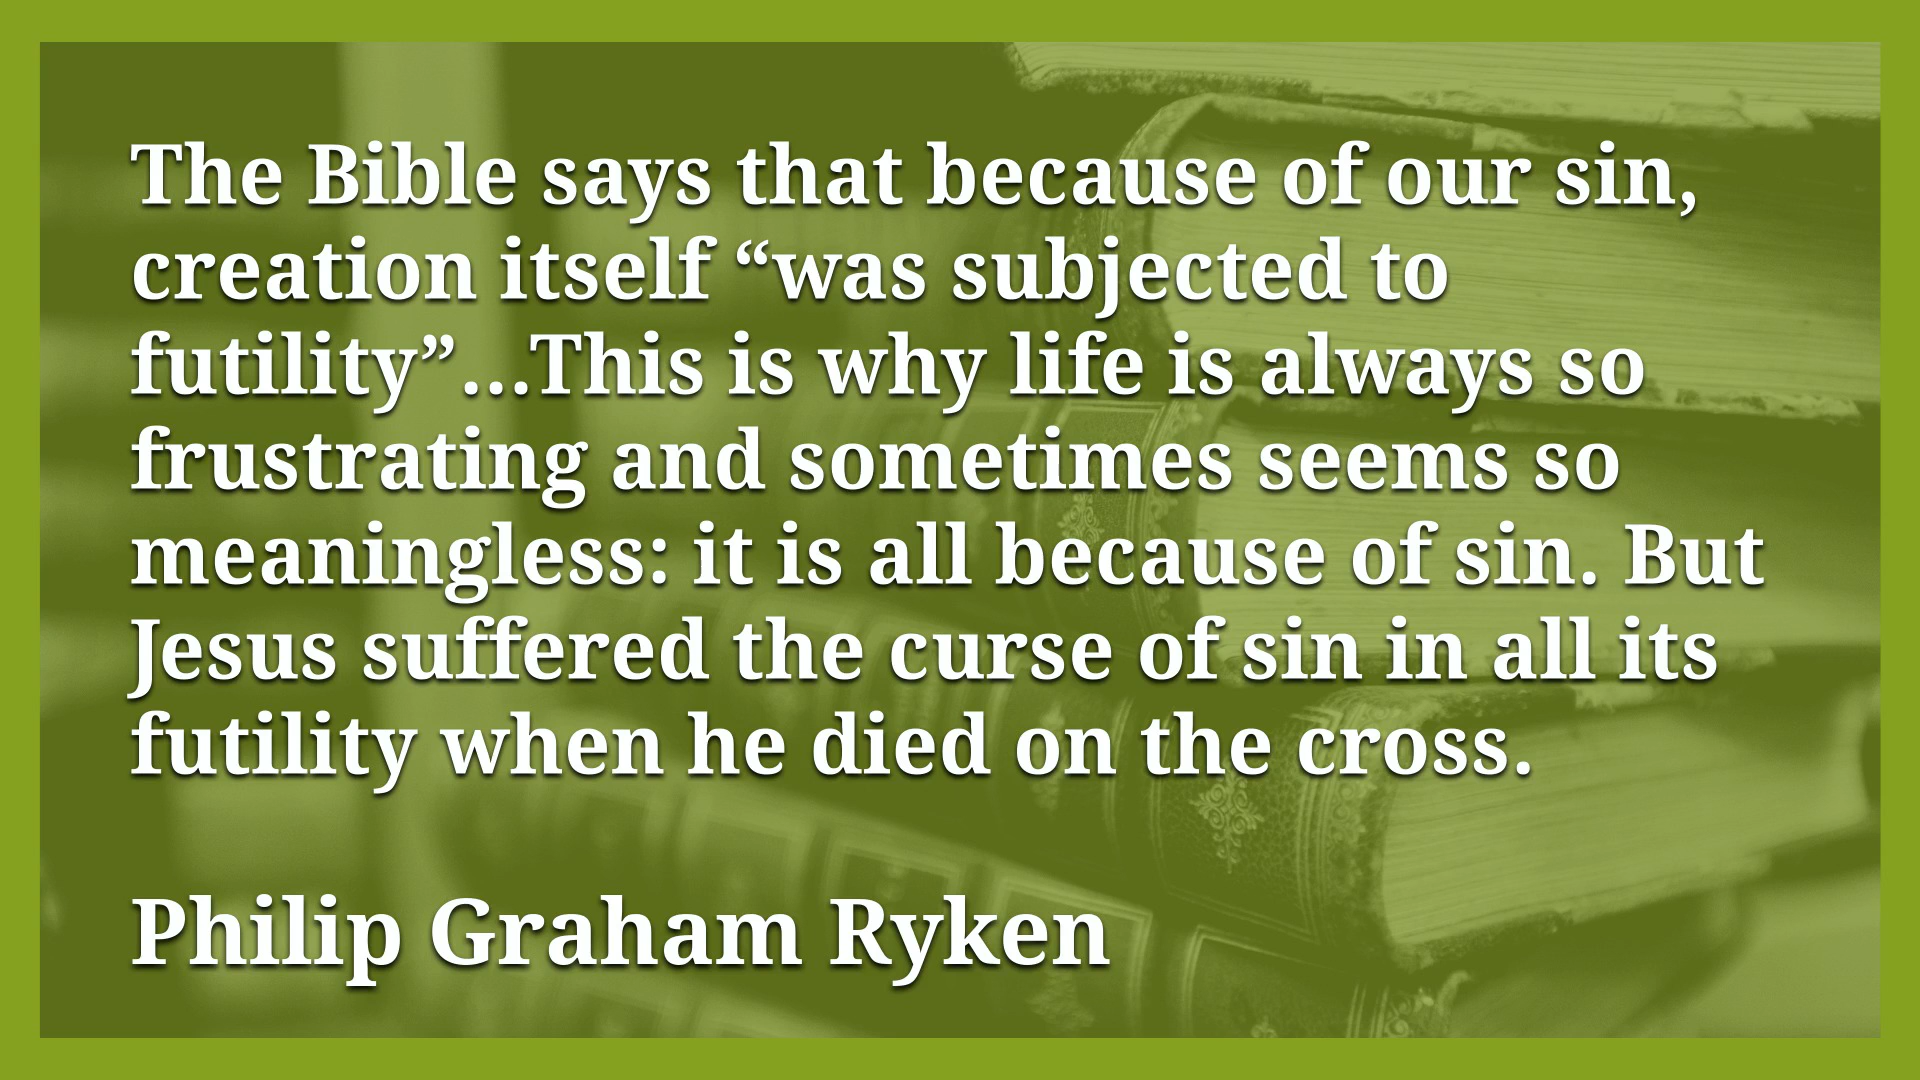 The Bible says that because of our sin,
creation itself “was subjected to
futility”…This is why life is always so
frustrating and sometimes seems so
meaningless: it is all because of sin. But
Jesus suffered the curse of sin in all its
futility when he died on the cross.
Philip Graham Ryken